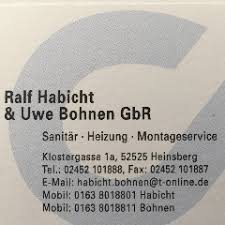 Ralf Habicht
& Uwe Bohnen GbR
Sanitär · Heizung · Montageservice
Klostergasse 1a, 52525 Heinsberg
Tel.: 02452 101888, Fax: 02452 101887
E-Mail: habicht.bohnen@t-online.de
Mobil: 0163 8018801 Habicht
Mobil: 0163 8018811 Bohnen